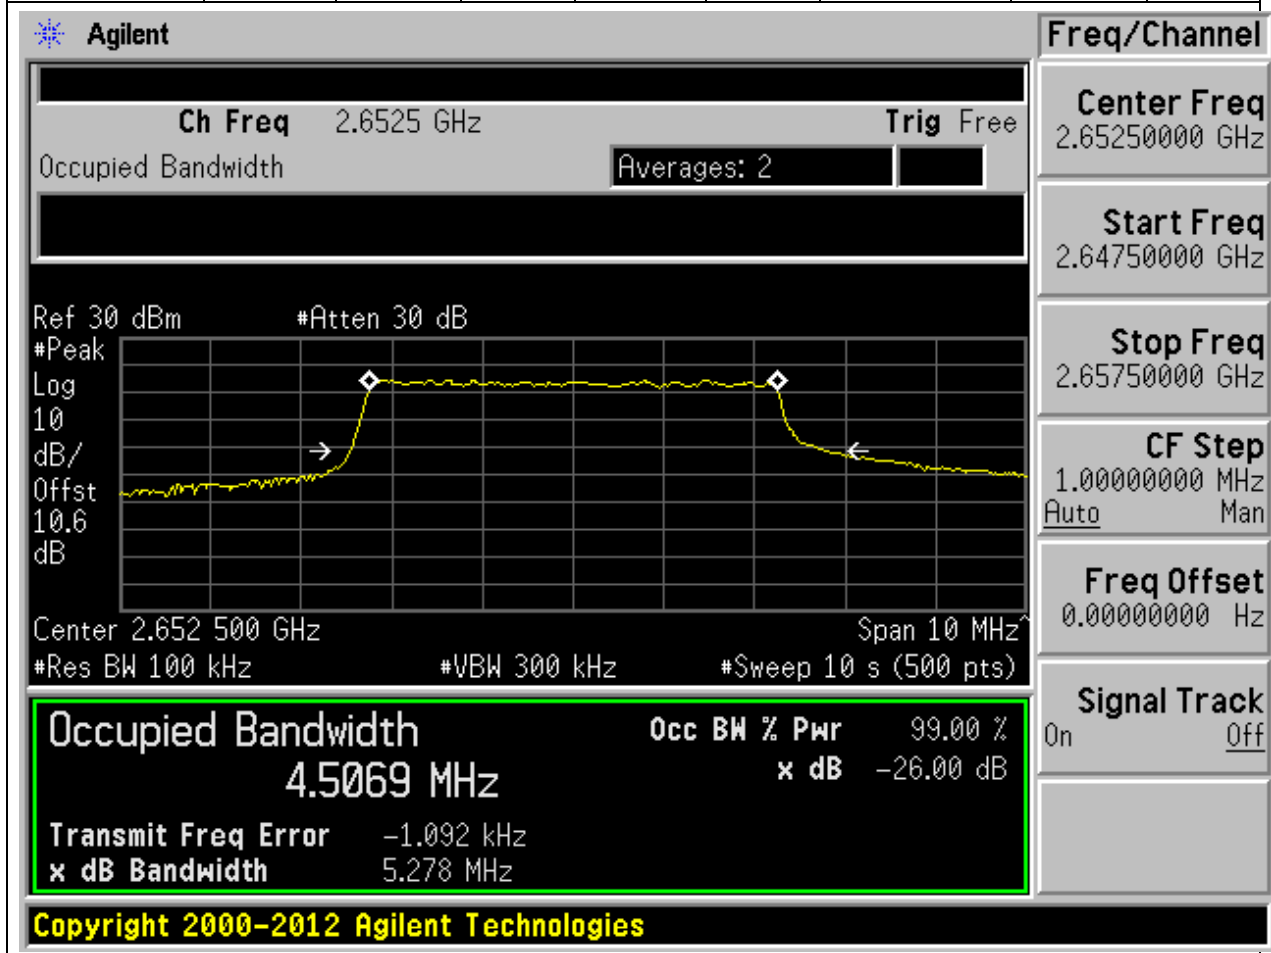 Agilent
Freq/Channel
Ch Freq 2.6525 GHz Trig Free
Occupied Bandwidth Averages: 2
Center Freq
2.65250000 GHz
Start Freq
2.64750000 GHz
Stop Freq
2.65750000 GHz
CF Step
1.00000000 MHz
Auto Man
Freq Offset
0.00000000 Hz
Signal Track
On Off
Ref 30 dBm #Atten 30 dB
#Peak
Log
10
dB/
Offst
10.6
dB
Center 2.652 500 GHz Span 10 MHz^
#Res BW 100 kHz #VBW 300 kHz #Sweep 10 s (500 pts)
Occupied Bandwidth
4.5069 MHz
Occ BW % Pwr 99.00 %
x dB -26.00 dB
Transmit Freq Error -1.092 kHz
x dB Bandwidth 5.278 MHz
Copyright 2000-2012 Agilent Technologies